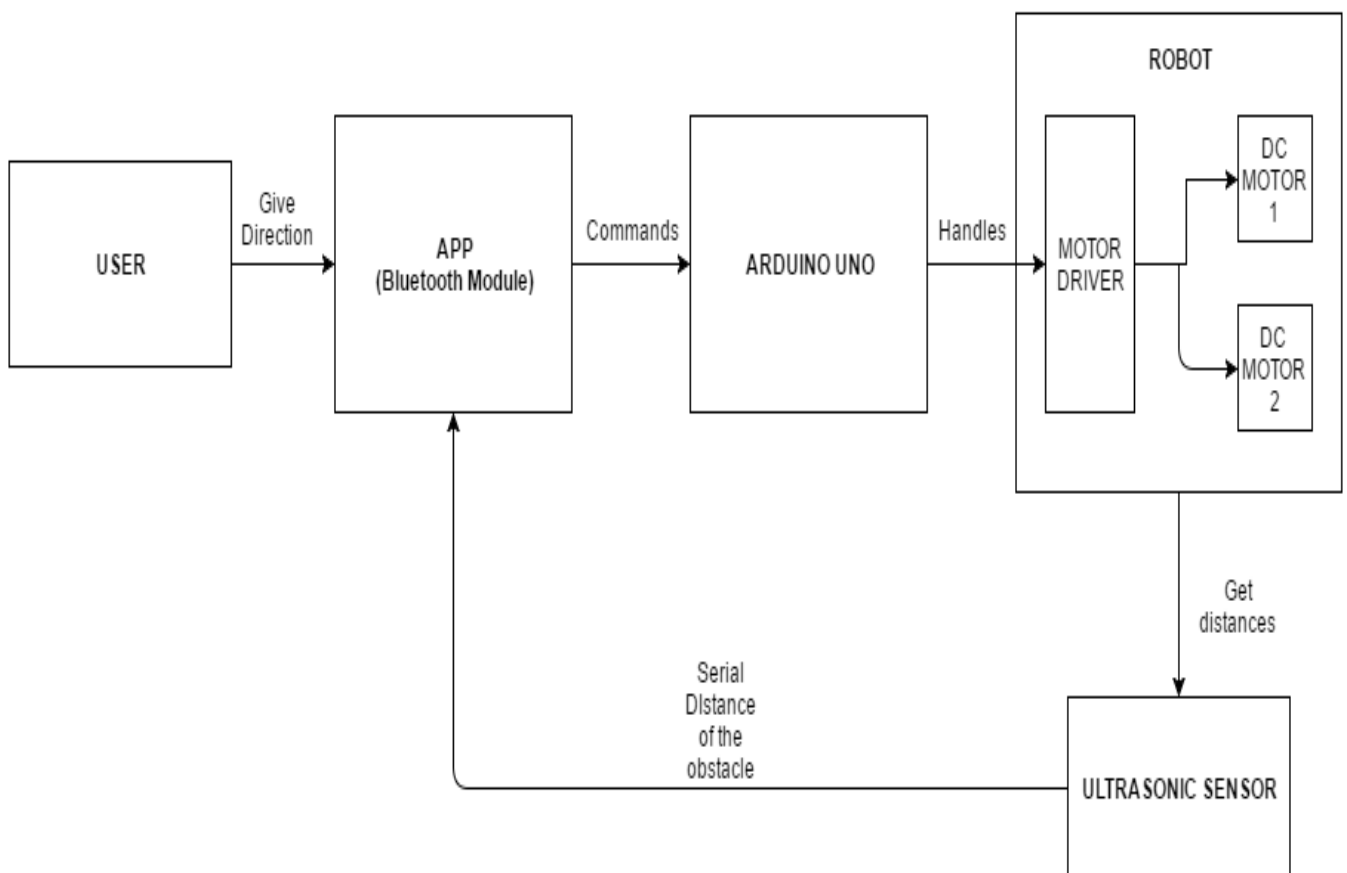 ROBOT
USER
Give
Direction
APP
(Bluetooth Module)
Commands
ARDUINO UNO
Handles
MOTOR
DRIVER
DC
MOTOR
1
DC
MOTOR
2
Get
distances
Serial
DIstance
of the
obstacle
ULTRASONIC SENSOR